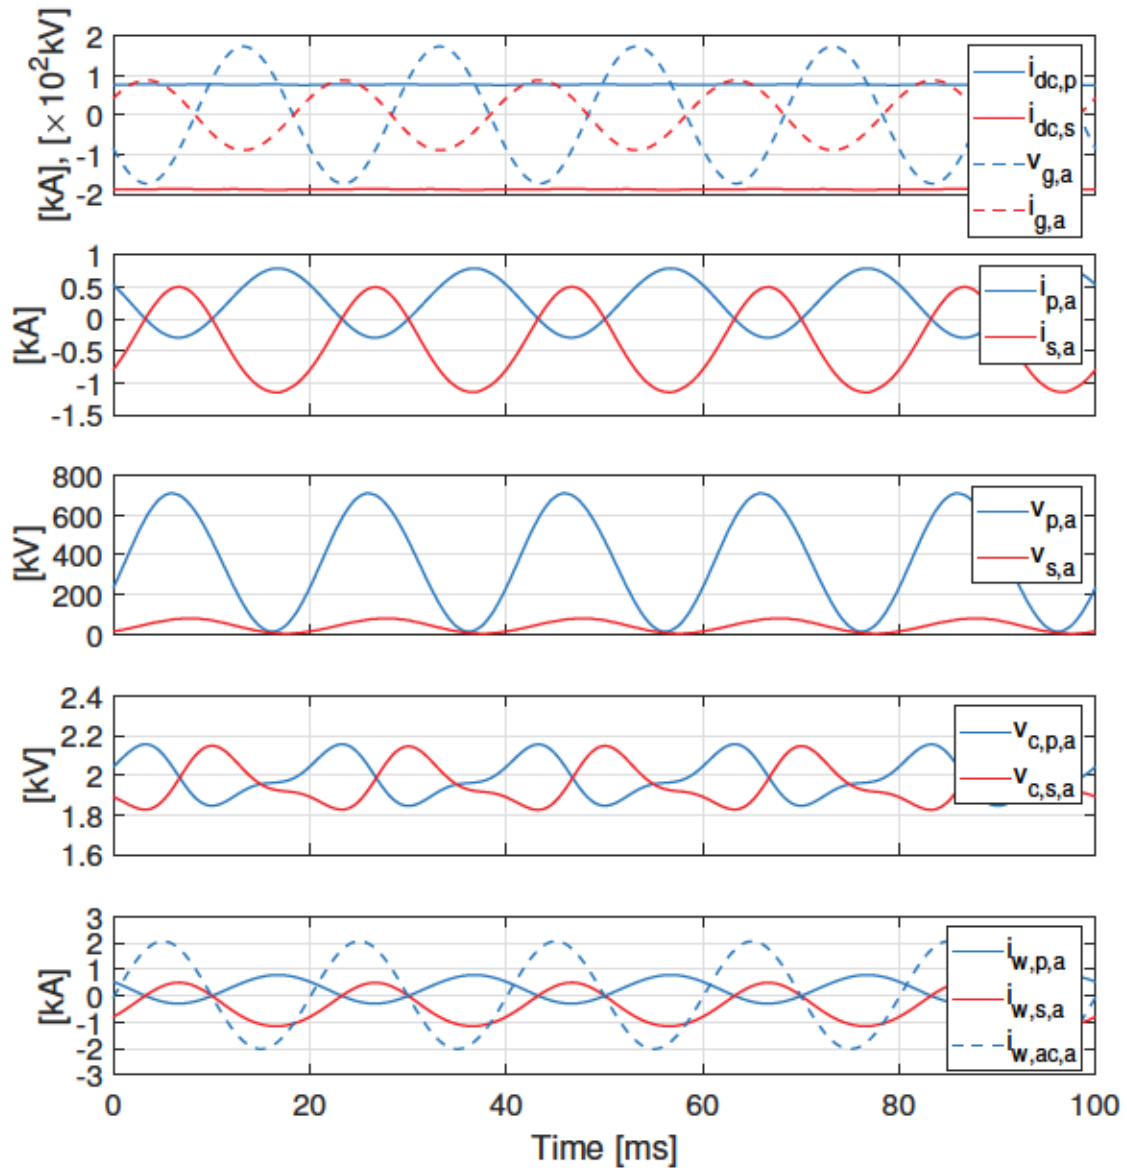 [kA], [×10²kV]
2
1
0
-1
-2
i_dc,p
i_dc,s
v_g,a
i_g,a
[kA]
1
0.5
0
-0.5
-1
-1.5
i_p,a
i_s,a
[kV]
800
600
400
200
0
v_p,a
v_s,a
[kV]
2.4
2.2
2
1.8
1.6
v_c,p,a
v_c,s,a
[kA]
3
2
1
0
-1
-2
-3
i_w,p,a
i_w,s,a
i_w,ac,a
0 20 40 60 80 100
Time [ms]